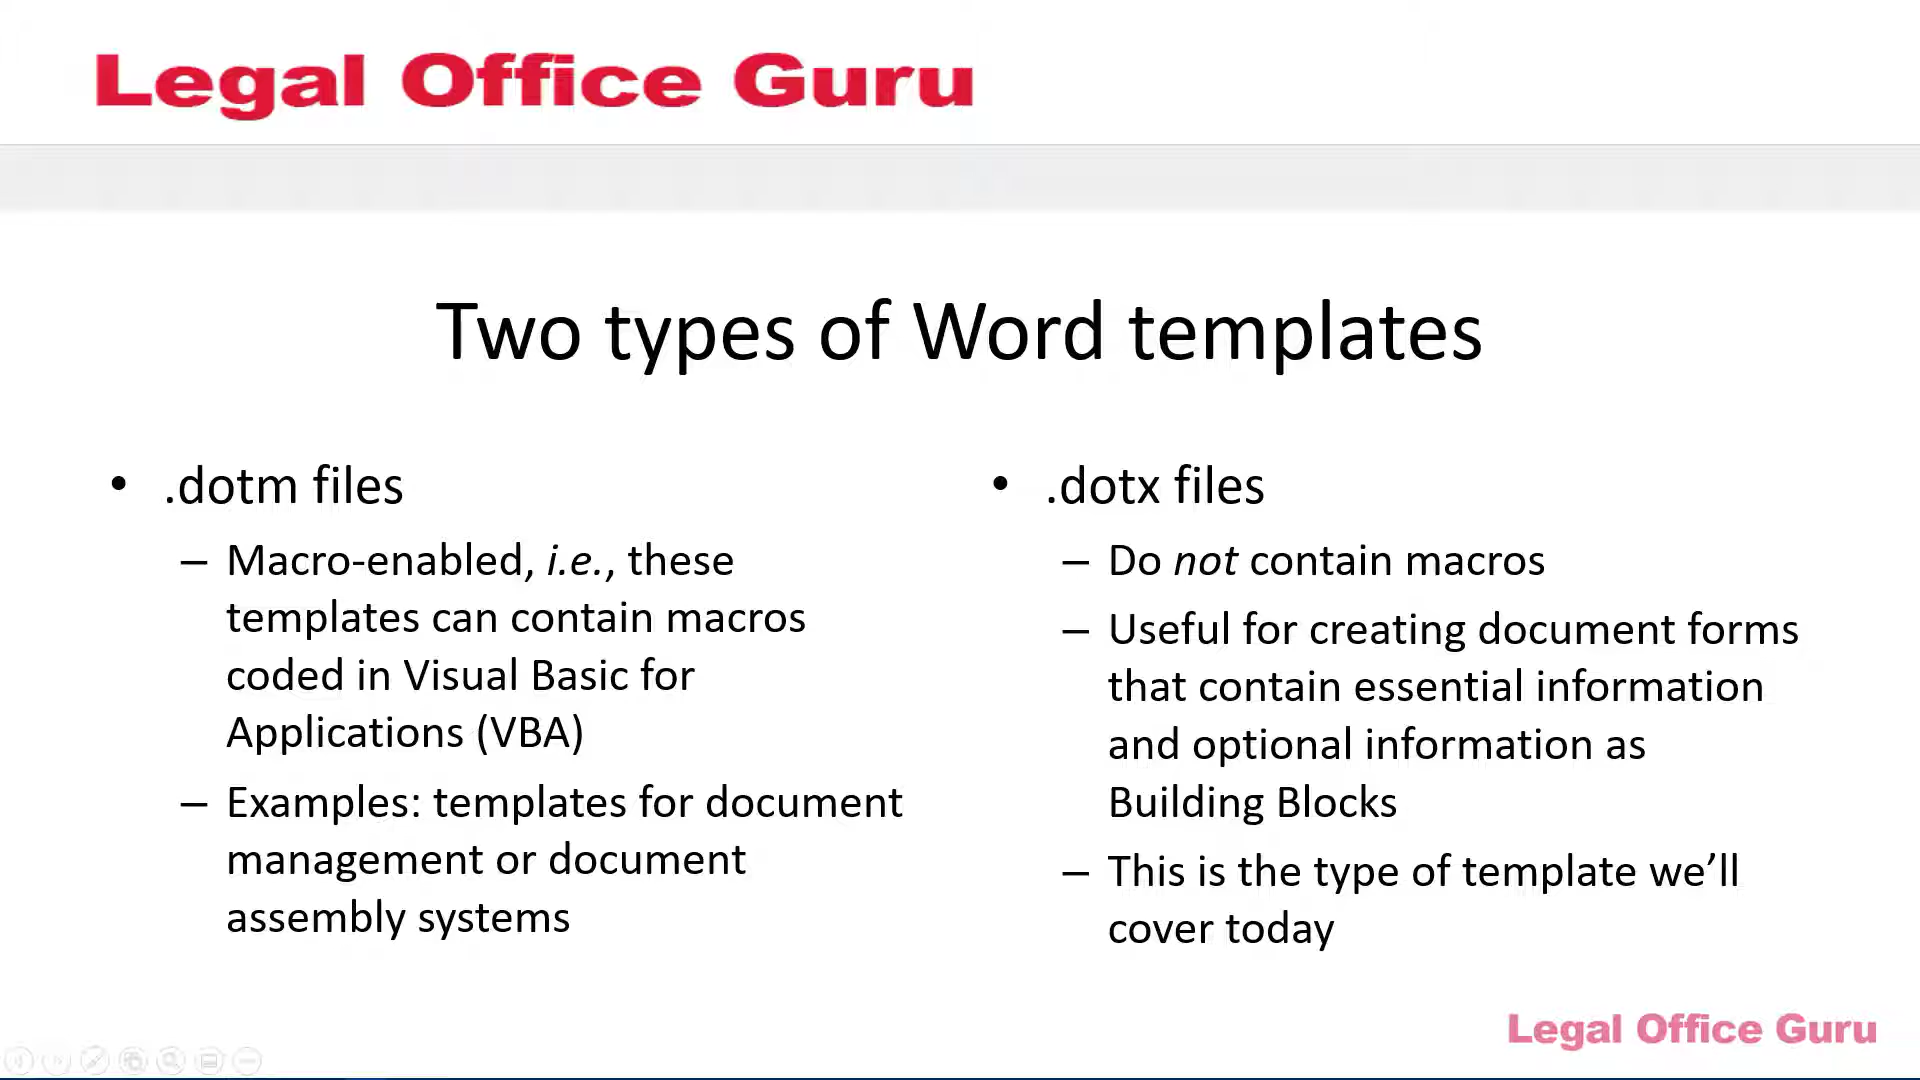 Legal Office Guru
Two types of Word templates
• .dotm files
– Macro-enabled, i.e., these
templates can contain macros
coded in Visual Basic for
Applications (VBA)
– Examples: templates for document
management or document
assembly systems
• .dotx files
– Do not contain macros
– Useful for creating document forms
that contain essential information
and optional information as
Building Blocks
– This is the type of template we’ll
cover today
Legal Office Guru